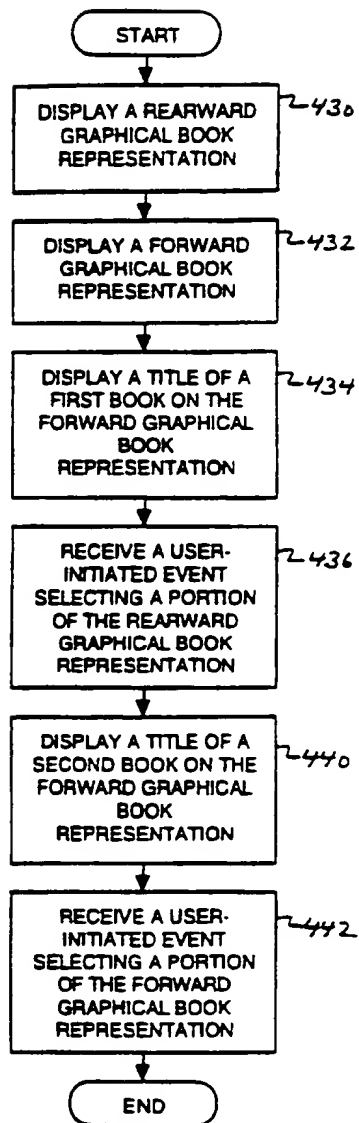 START
DISPLAY A REARWARD
GRAPHICAL BOOK
REPRESENTATION
430
DISPLAY A FORWARD
GRAPHICAL BOOK
REPRESENTATION
432
DISPLAY A TITLE OF A
FIRST BOOK ON THE
FORWARD GRAPHICAL
BOOK
REPRESENTATION
434
RECEIVE A USER-
INITIATED EVENT
SELECTING A PORTION
OF THE REARWARD
GRAPHICAL BOOK
REPRESENTATION
436
DISPLAY A TITLE OF A
SECOND BOOK ON THE
FORWARD GRAPHICAL
BOOK
REPRESENTATION
440
RECEIVE A USER-
INITIATED EVENT
SELECTING A PORTION
OF THE FORWARD
GRAPHICAL BOOK
REPRESENTATION
442
END